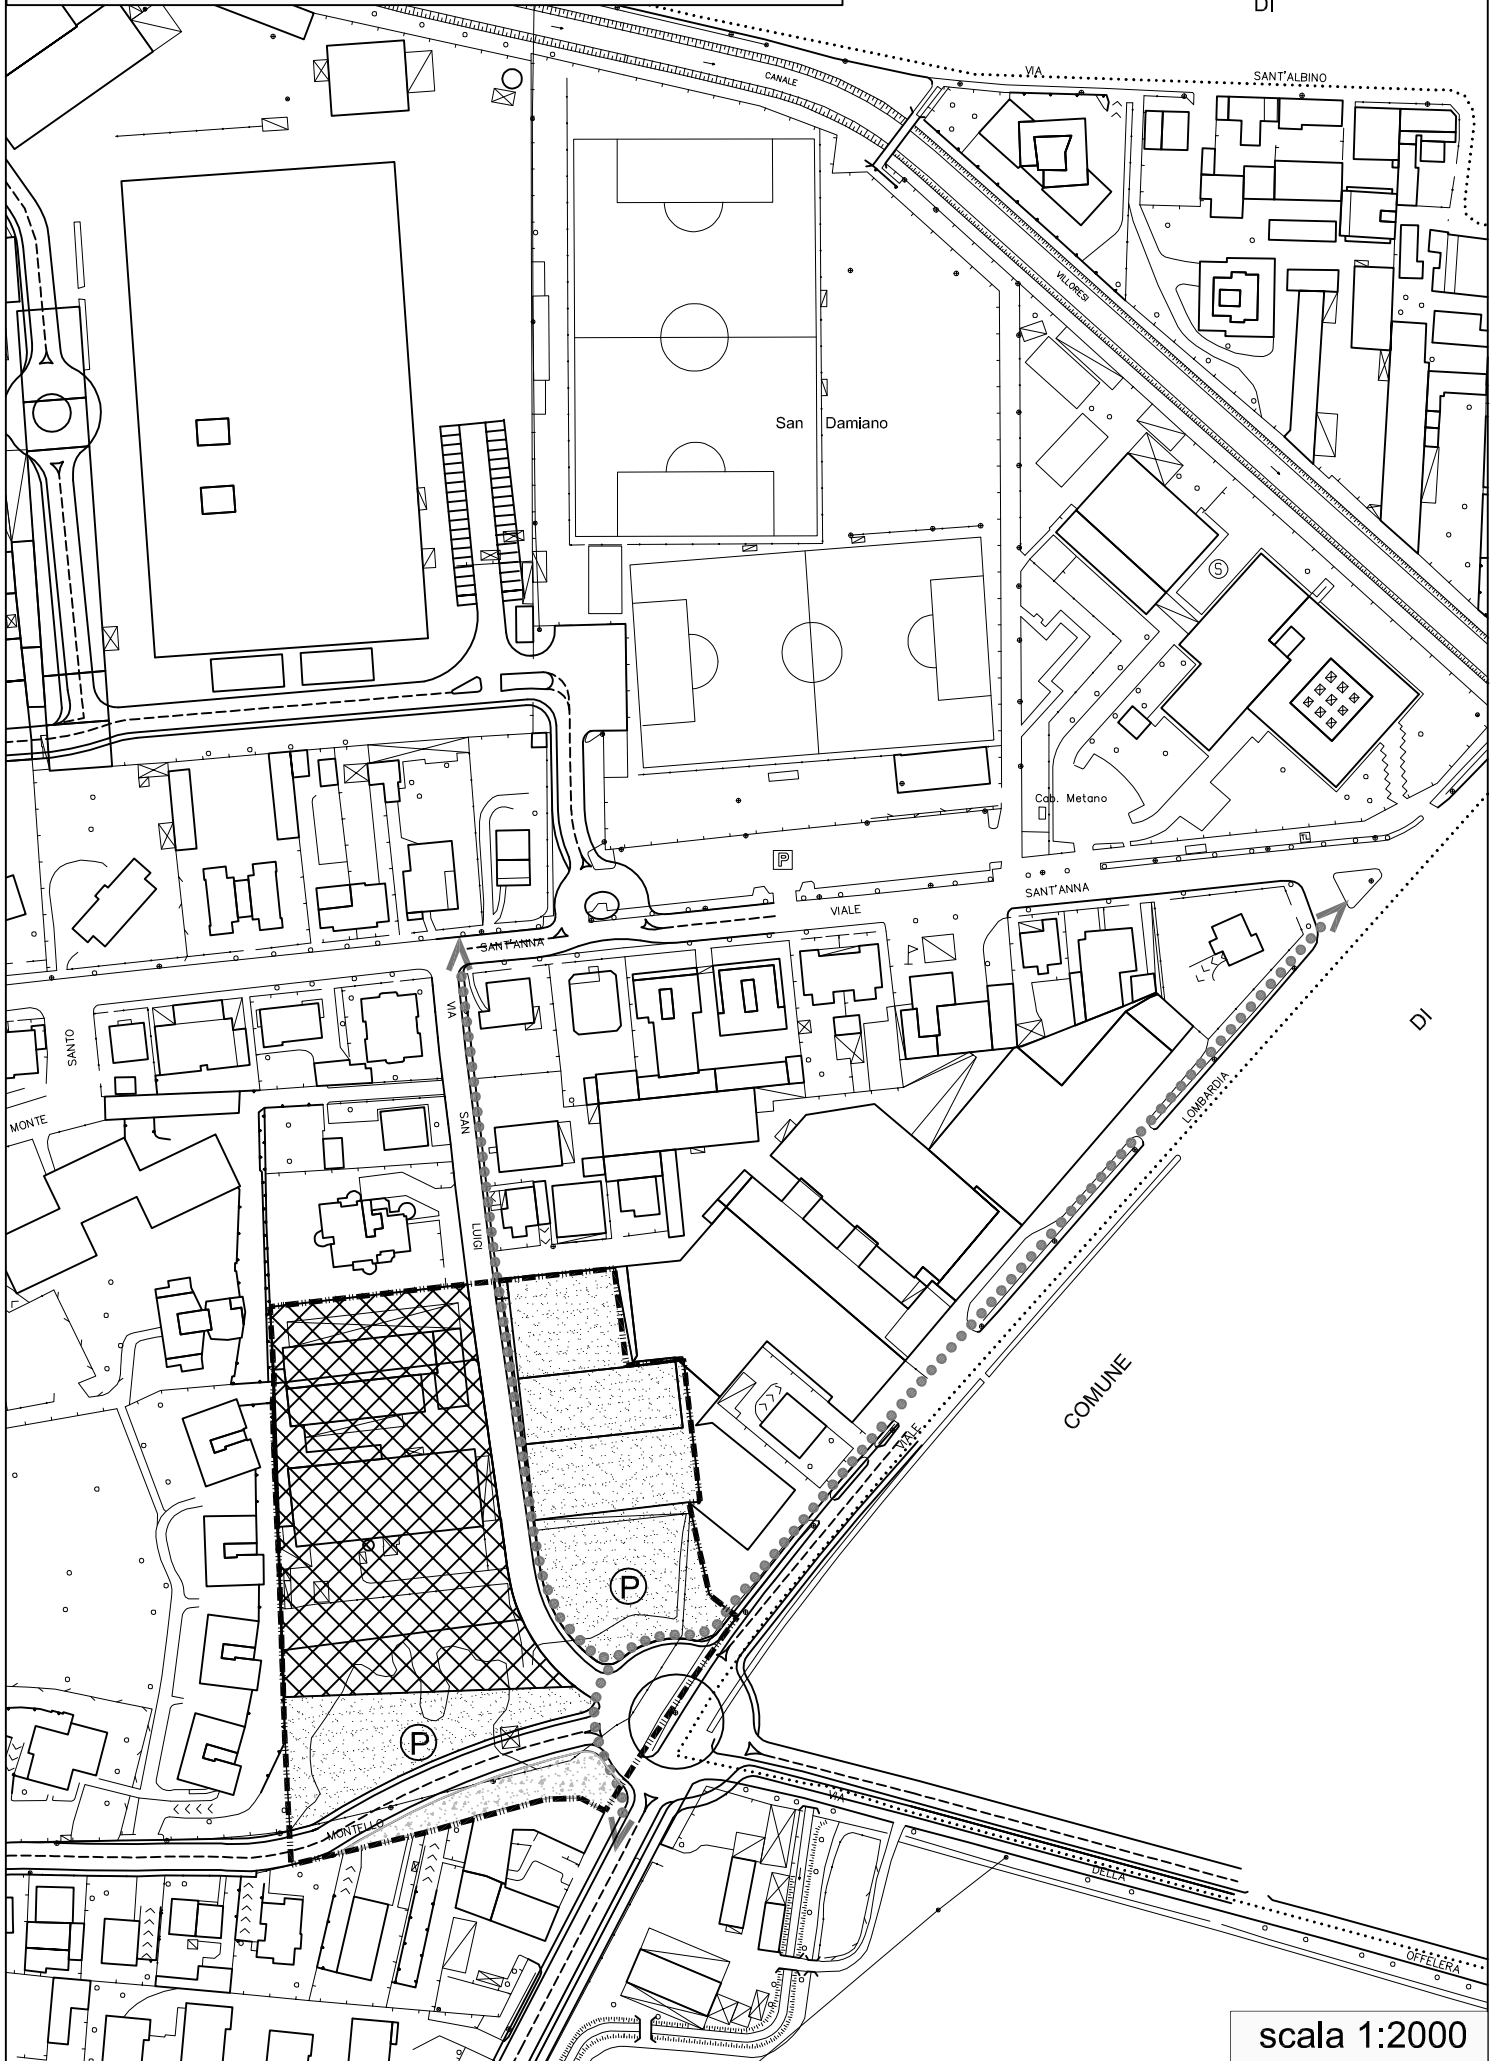 DI
VIA
SANT'ALBINO
CANALE
VILLORESI
San Damiano
S
Cab. Metano
P
SANT'ANNA
VIALE
SANT'ANNA
VIA
SANTO
MONTE
SAN
LUIGI
LOMBARDIA
DI
COMUNE
VIALE
P
P
MONTELLO
VIA
DELLA
OFFELERA
scala 1:2000